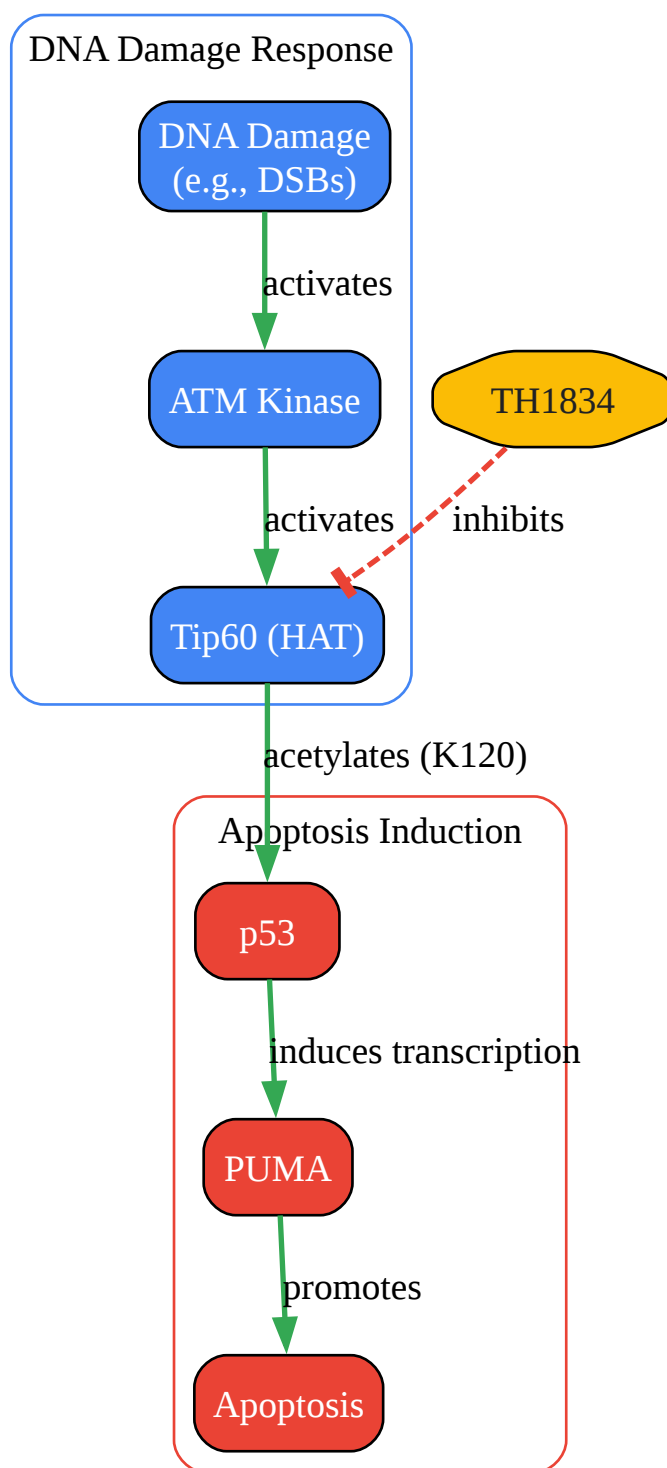 DNA Damage Response
DNA Damage
(e.g., DSBs)
activates
ATM Kinase
TH1834
activates
inhibits
Tip60 (HAT)
acetylates (K120)
Apoptosis Induction
p53
induces transcription
PUMA
promotes
Apoptosis